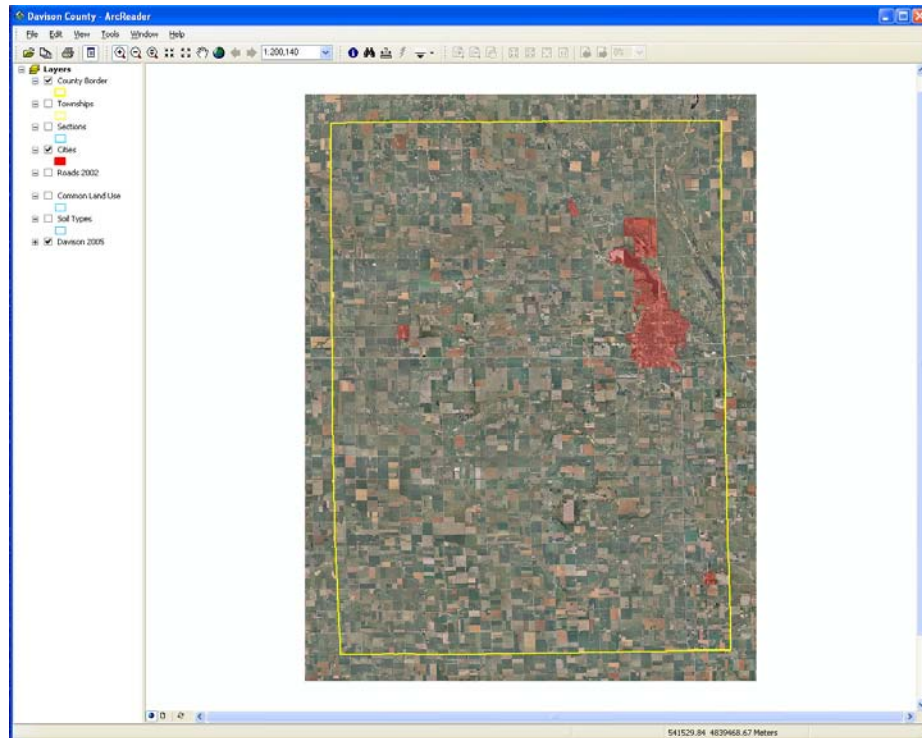 Davison County - ArcReader
File Edit View Tools Window Help
1:200,140
0%
Layers
County Border
Townships
Sections
Cities
Roads 2002
Common Land Use
Soil Types
Davison 2005
541529.84 4839468.67 Meters